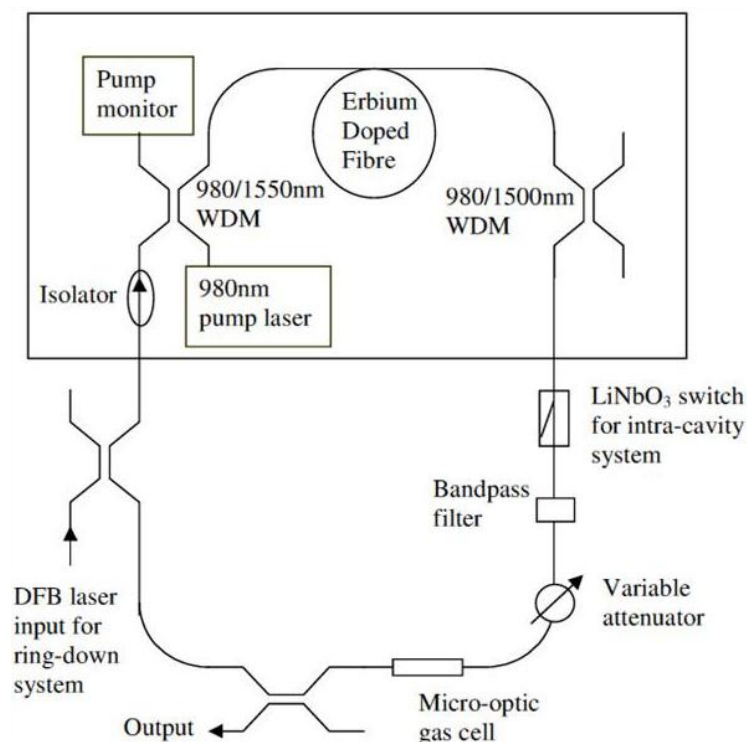 Pump
monitor
Erbium
Doped
Fibre
980/1550nm
WDM
980/1500nm
WDM
Isolator
980nm
pump laser
LiNbO₃ switch
for intra-cavity
system
Bandpass
filter
DFB laser
input for
ring-down
system
Variable
attenuator
Micro-optic
gas cell
Output